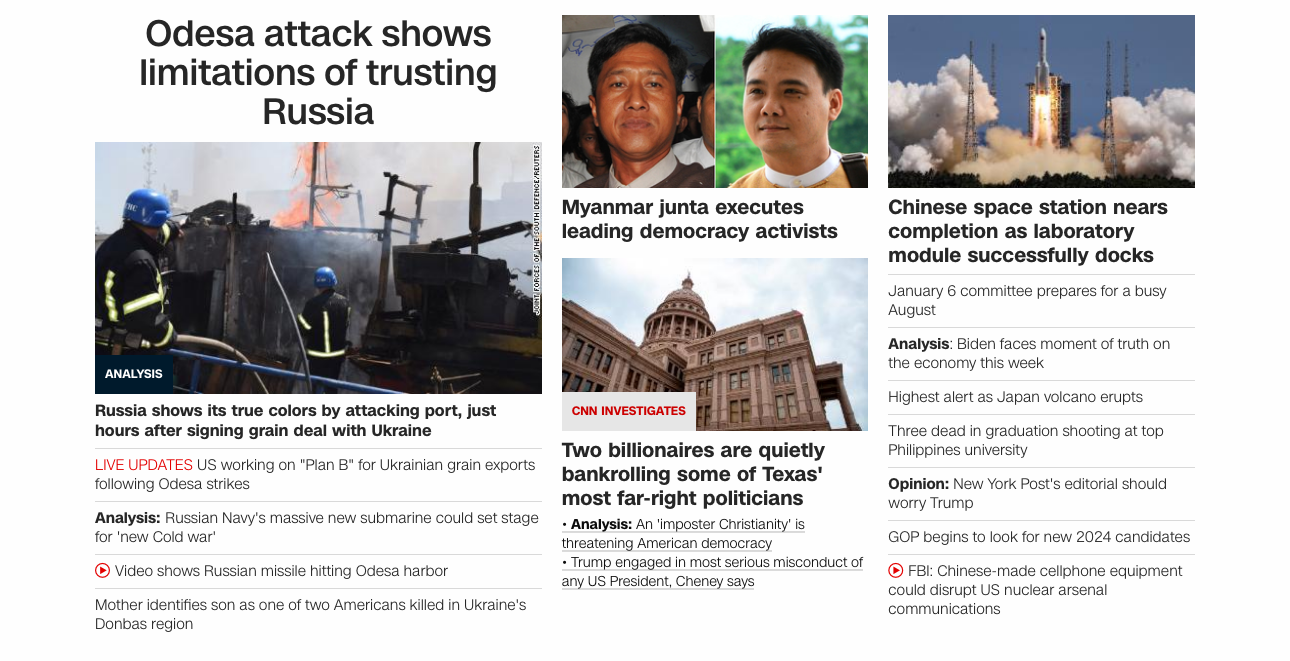 Odesa attack shows
limitations of trusting
Russia
JOINT FORCES OF THE SOUTH DEFENCE/REUTERS
ANALYSIS
Russia shows its true colors by attacking port, just
hours after signing grain deal with Ukraine
LIVE UPDATES US working on "Plan B" for Ukrainian grain exports
following Odesa strikes
Analysis: Russian Navy's massive new submarine could set stage
for 'new Cold war'
Video shows Russian missile hitting Odesa harbor
Mother identifies son as one of two Americans killed in Ukraine's
Donbas region
Myanmar junta executes
leading democracy activists
CNN INVESTIGATES
Two billionaires are quietly
bankrolling some of Texas'
most far-right politicians
• Analysis: An 'imposter Christianity' is
threatening American democracy
• Trump engaged in most serious misconduct of
any US President, Cheney says
Chinese space station nears
completion as laboratory
module successfully docks
January 6 committee prepares for a busy
August
Analysis: Biden faces moment of truth on
the economy this week
Highest alert as Japan volcano erupts
Three dead in graduation shooting at top
Philippines university
Opinion: New York Post's editorial should
worry Trump
GOP begins to look for new 2024 candidates
FBI: Chinese-made cellphone equipment
could disrupt US nuclear arsenal
communications